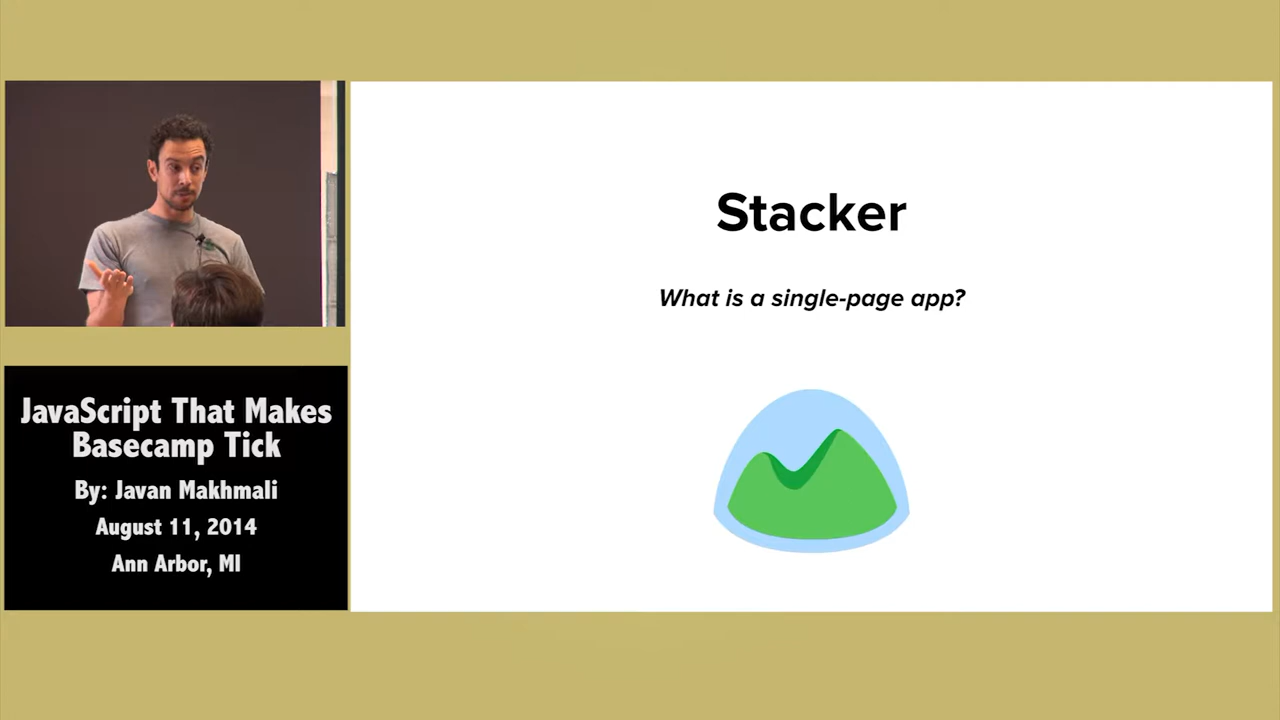 Stacker
What is a single-page app?
JavaScript That Makes
Basecamp Tick
By: Javan Makhmali
August 11, 2014
Ann Arbor, MI